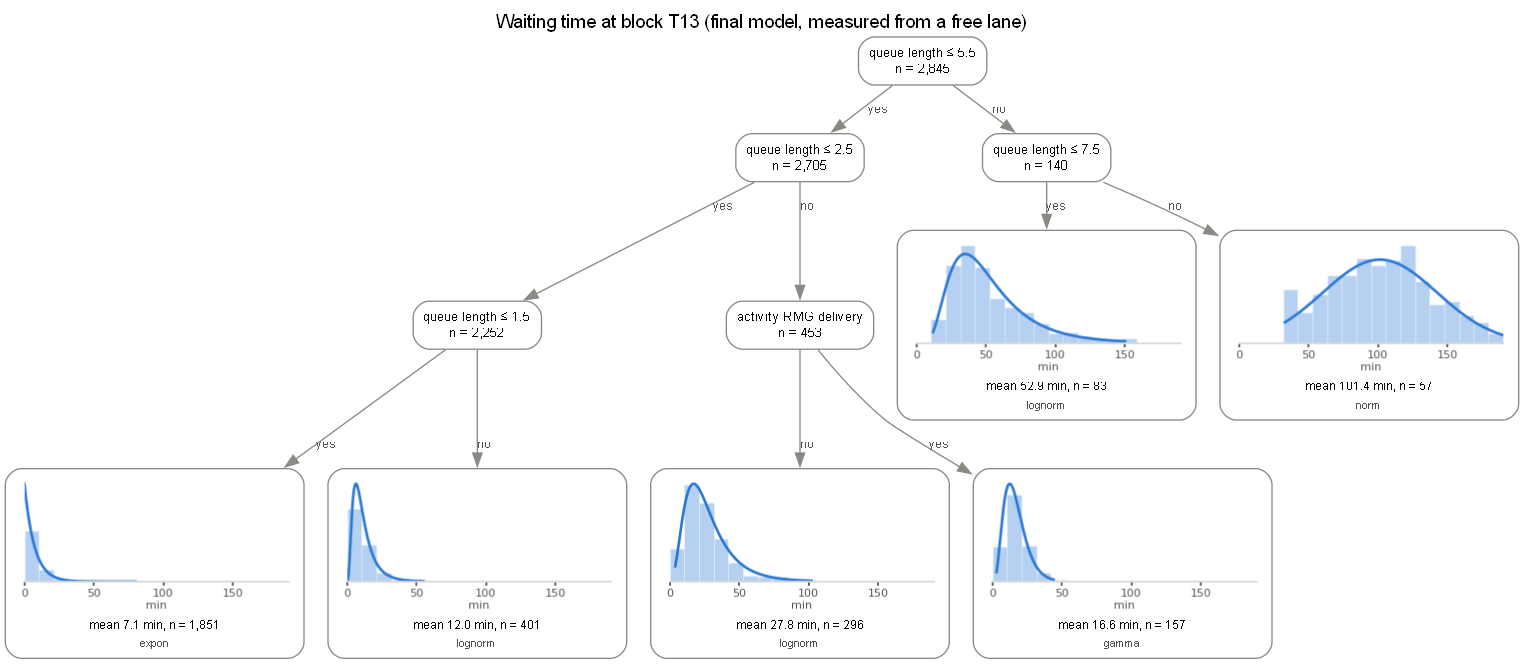 Waiting time at block T13 (final model, measured from a free lane)
queue length ≤ 5.5
n = 2,845
yes
no
queue length ≤ 2.5
n = 2,705
queue length ≤ 7.5
n = 140
yes
no
yes
no
0 50 100 150
min
mean 52.9 min, n = 83
lognorm
0 50 100 150
min
mean 101.4 min, n = 57
norm
queue length ≤ 1.5
n = 2,252
activity RMG delivery
n = 453
yes
no
no
yes
0 50 100 150
min
mean 7.1 min, n = 1,851
expon
0 50 100 150
min
mean 12.0 min, n = 401
lognorm
0 50 100 150
min
mean 27.8 min, n = 296
lognorm
0 50 100 150
min
mean 16.6 min, n = 157
gamma